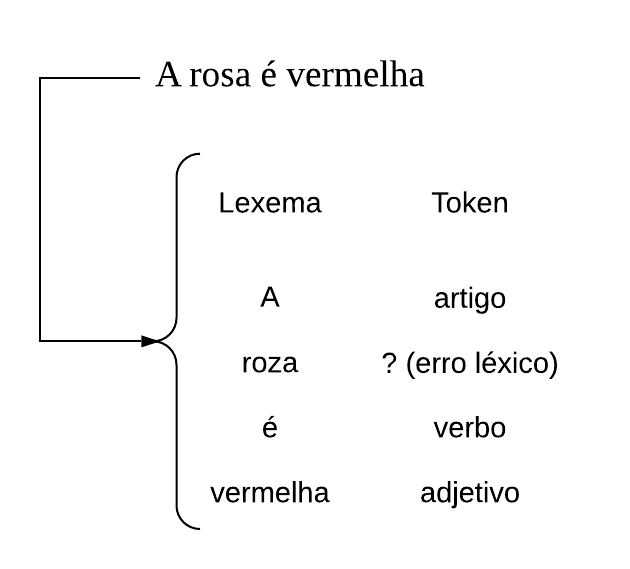 A rosa é vermelha
Lexema Token
A artigo
roza ? (erro léxico)
é verbo
vermelha adjetivo